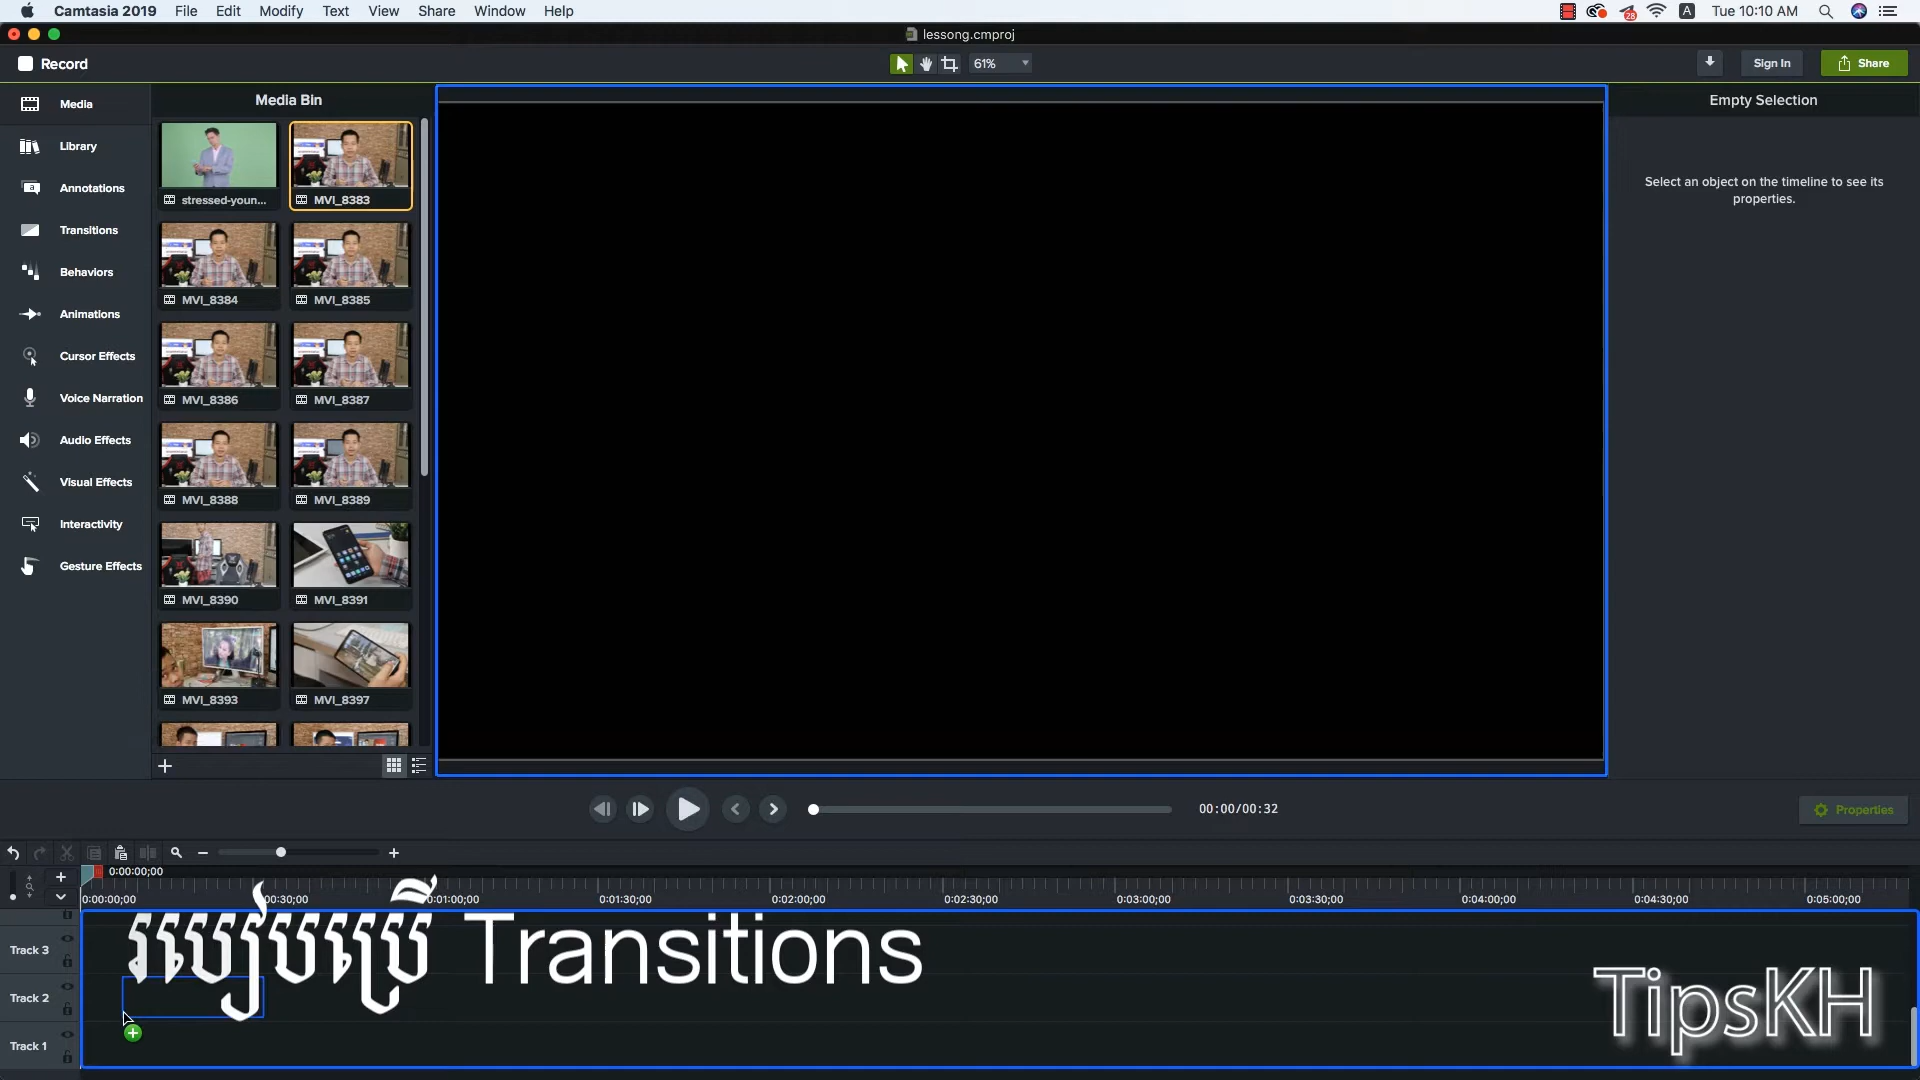 Camtasia 2019 File Edit Modify Text View Share Window Help
28 A Tue 10:10 AM
lessong.cmproj
Record
61%
Sign In
Share
Media
Library
Annotations
Transitions
Behaviors
Animations
Cursor Effects
Voice Narration
Audio Effects
Visual Effects
Interactivity
Gesture Effects
Media Bin
stressed-youn... MVI_8383
MVI_8384 MVI_8385
MVI_8386 MVI_8387
MVI_8388 MVI_8389
MVI_8390 MVI_8391
MVI_8393 MVI_8397
Empty Selection
Select an object on the timeline to see its
properties.
00:00/00:32
Properties
0:00:00;00
0:00:00;00 00:30;00 0:01:00;00 0:01:30;00 0:02:00;00 0:02:30;00 0:03:00;00 0:03:30;00 0:04:00;00 0:04:30;00 0:05:00;00
Track 3
Track 2
Track 1
របៀបប្រើ Transitions
TipsKH